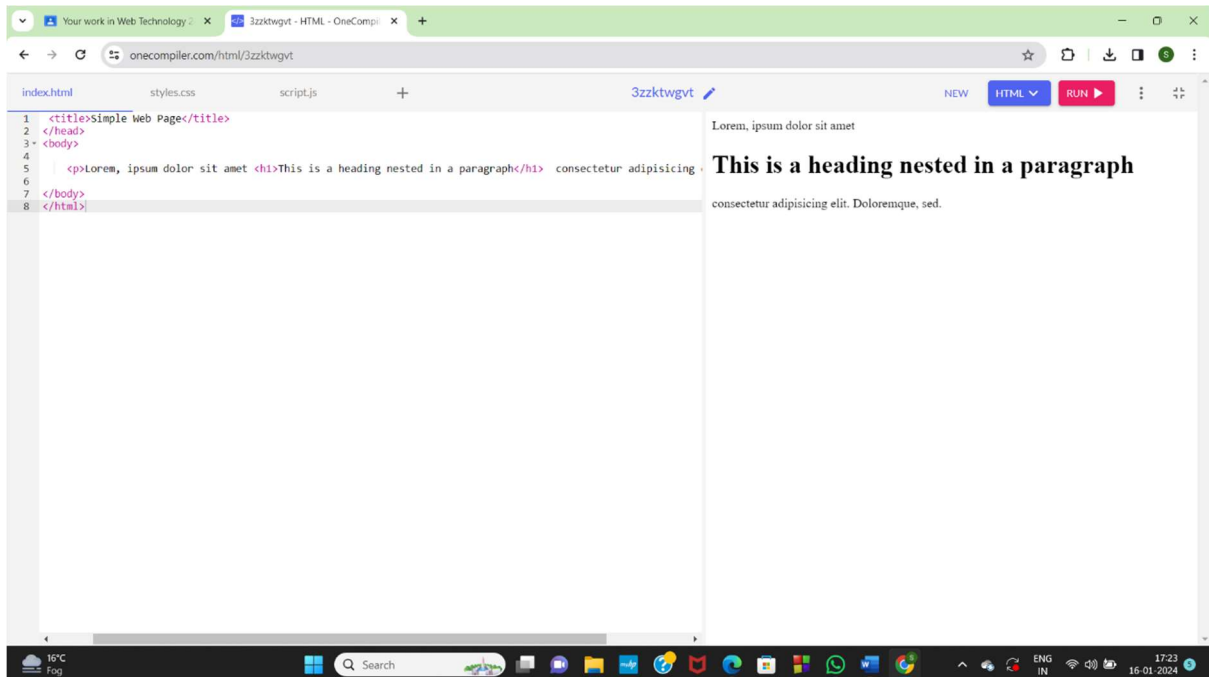 Your work in Web Technology 2
3zzktwgvt - HTML - OneCompil
onecompiler.com/html/3zzktwgvt
S
index.html
styles.css
script.js
3zzktwgvt
NEW
HTML
RUN
1 <title>Simple Web Page</title>
2 </head>
3 <body>
4
5 <p>Lorem, ipsum dolor sit amet <h1>This is a heading nested in a paragraph</h1> consectetur adipisicing
6
7 </body>
8 </html>
Lorem, ipsum dolor sit amet
This is a heading nested in a paragraph
consectetur adipisicing elit. Doloremque, sed.
16°C
Fog
Search
ENG
IN
17:23
16-01-2024